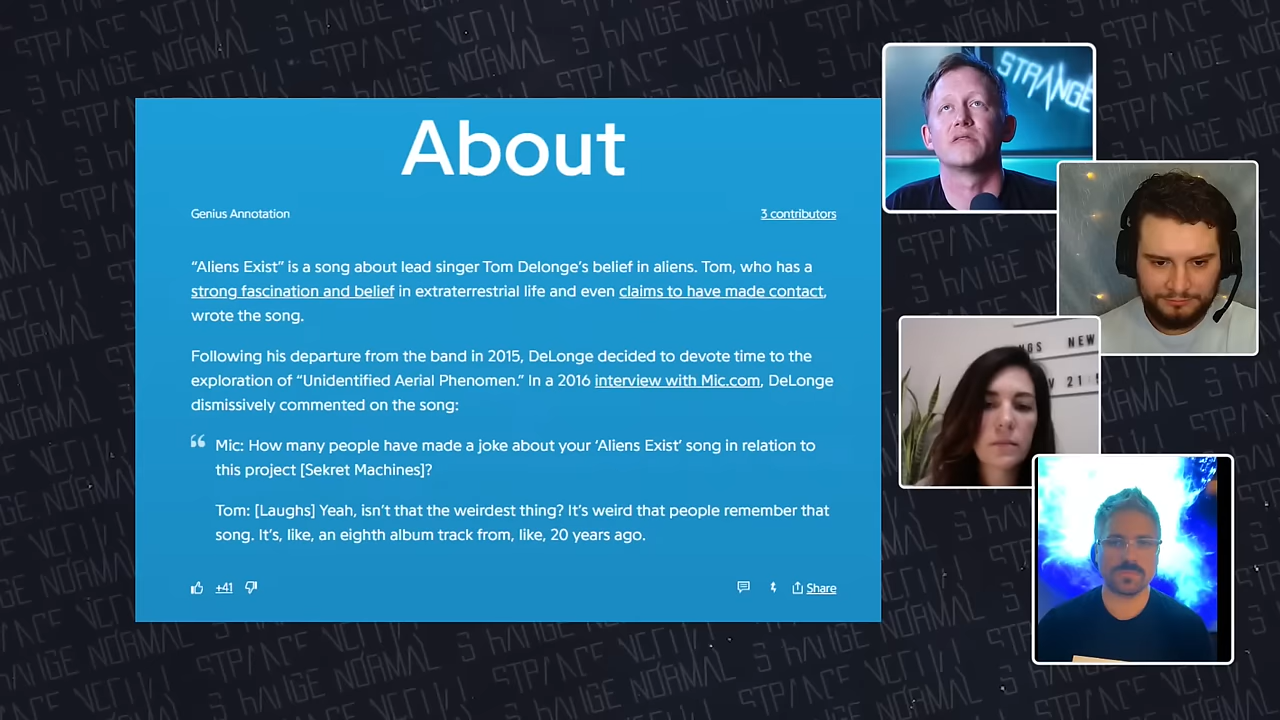 About
Genius Annotation
3 contributors
“Aliens Exist” is a song about lead singer Tom Delonge’s belief in aliens. Tom, who has a
strong fascination and belief in extraterrestrial life and even claims to have made contact,
wrote the song.
Following his departure from the band in 2015, DeLonge decided to devote time to the
exploration of “Unidentified Aerial Phenomen.” In a 2016 interview with Mic.com, DeLonge
dismissively commented on the song:
“ Mic: How many people have made a joke about your ‘Aliens Exist’ song in relation to
this project [Sekret Machines]?
Tom: [Laughs] Yeah, isn’t that the weirdest thing? It’s weird that people remember that
song. It’s, like, an eighth album track from, like, 20 years ago.
+41
Share
STRANGE
NEW